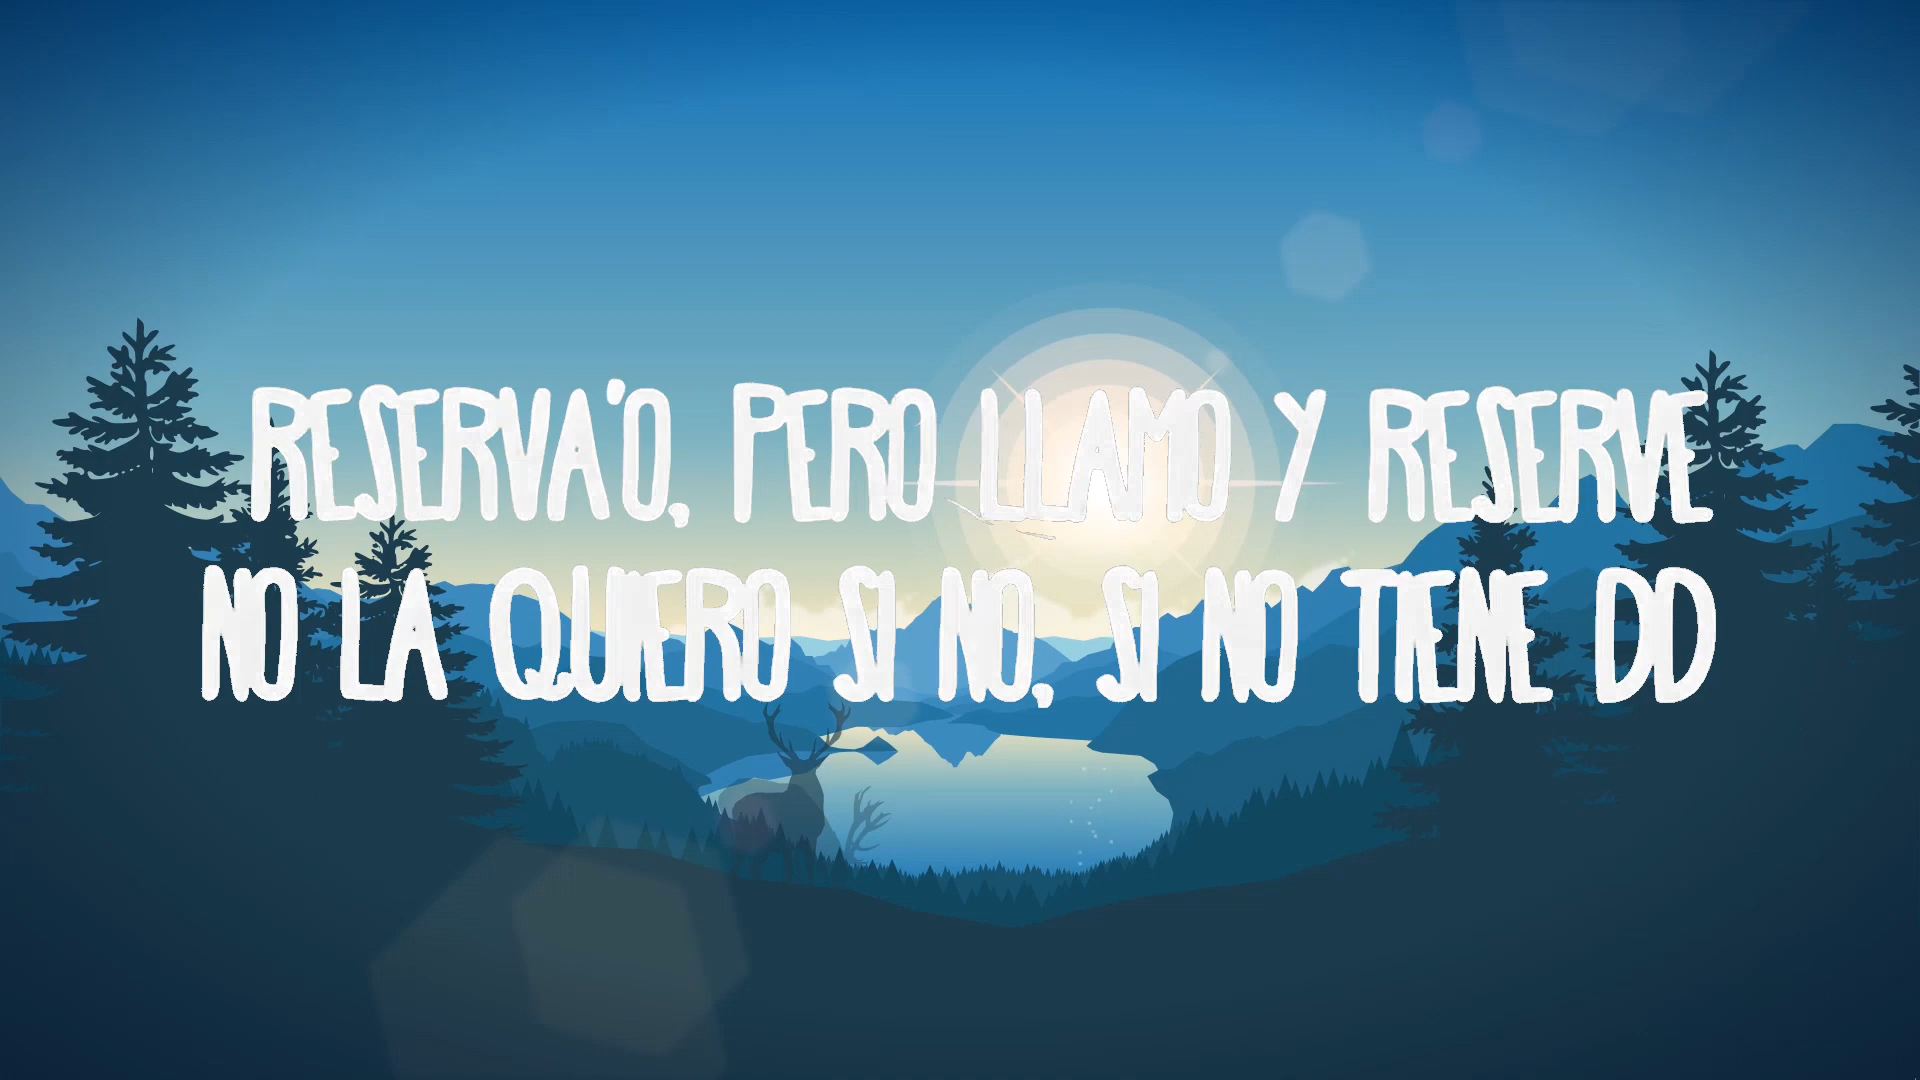 RESERVA'O, PERO LLAMO Y RESERVE
NO LA QUIERO SI NO, SI NO TIENE DD